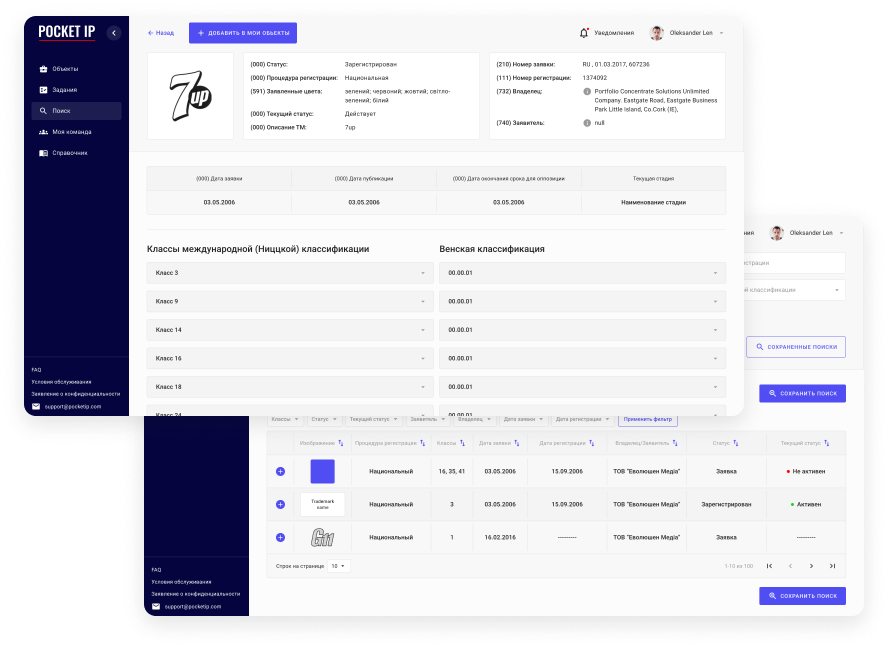 POCKET IP
Объекты
Задания
Поиск
Моя команда
Справочник
FAQ
Условия обслуживания
Заявление о конфиденциальности
support@pocketip.com
Назад
ДОБАВИТЬ В МОИ ОБЪЕКТЫ
Уведомления
Oleksander Len
7up
(000) Статус: Зарегистрирован
(000) Процедура регистрации: Национальная
(591) Заявленные цвета: зелений; червоний; жовтий; світло-
зелений; білий
(000) Текущий статус: Действует
(000) Описание ТМ: 7up
(210) Номер заявки: RU , 01.03.2017, 607236
(111) Номер регистрации: 1374092
(732) Владелец: Portfolio Concentrate Solutions Unlimited
Company. Eastgate Road, Eastgate Business
Park Little Island, Co.Cork (IE),
(740) Заявитель: null
(000) Дата заявки (000) Дата публикации (000) Дата окончания срока для оппозиции Текущая стадия
03.05.2006 03.05.2006 03.05.2006 Наименование стадии
Классы международной (Ниццкой) классификации
Класс 3
Класс 9
Класс 14
Класс 16
Класс 18
Класс 24
Венская классификация
00.00.01
00.00.01
00.00.01
00.00.01
00.00.01
00.00.01
ния
Oleksander Len
истрации
й классификации
СОХРАНЕННЫЕ ПОИСКИ
СОХРАНИТЬ ПОИСК
Классы Статус Текущий статус Заявитель Владелец Дата заявки Дата регистрации Применить фильтр
Изображение Процедура регистрации Классы Дата заявки Дата регистрации Владелец/Заявитель Статус Текущий статус
Национальный 16, 35, 41 03.05.2006 15.09.2006 ТОВ "Еволюшен Медіа" Заявка Не активен
Trademark
name
Национальный 3 03.05.2006 15.09.2006 ТОВ "Еволюшен Медіа" Зарегистрирован Активен
G11
Национальный 1 16.02.2016 --------- ТОВ "Еволюшен Медіа" Заявка ---------
Строк на странице 10
1-10 из 100
СОХРАНИТЬ ПОИСК
FAQ
Условия обслуживания
Заявление о конфиденциальности
support@pocketip.com